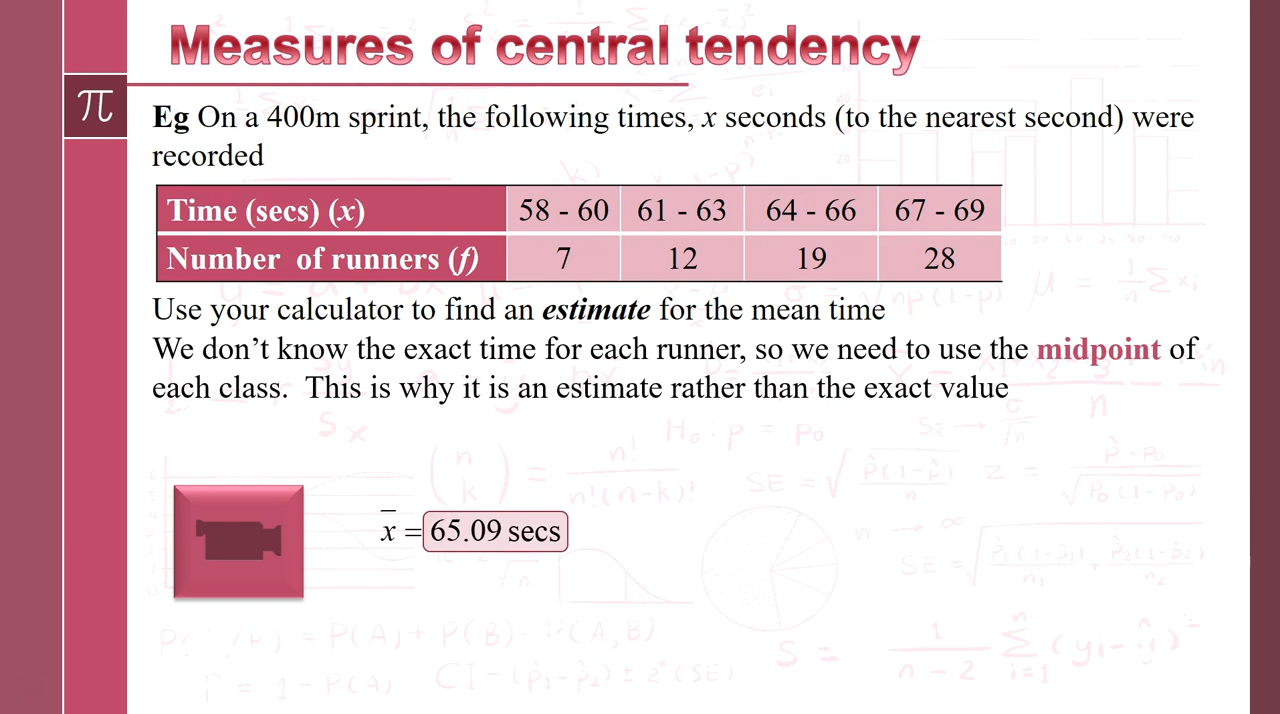 Measures of central tendency
π
Eg On a 400m sprint, the following times, x seconds (to the nearest second) were
recorded
Time (secs) (x) 58 - 60 61 - 63 64 - 66 67 - 69
Number of runners (f) 7 12 19 28
Use your calculator to find an estimate for the mean time
We don’t know the exact time for each runner, so we need to use the midpoint of
each class. This is why it is an estimate rather than the exact value
x̄ = 65.09 secs